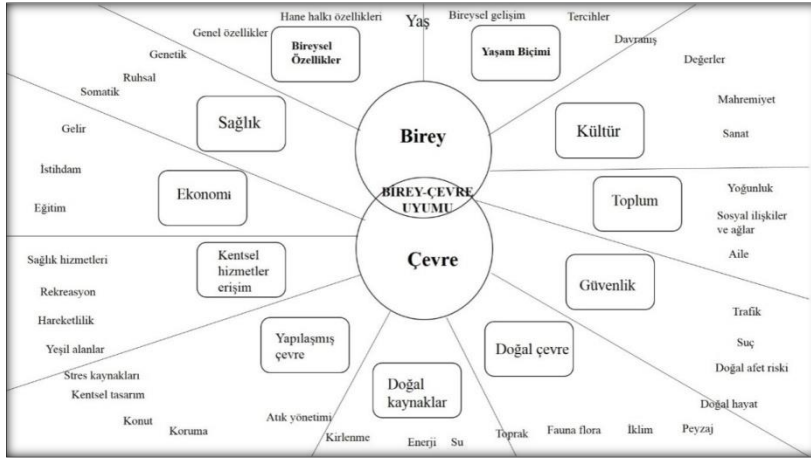 Hane halkı özellikleri
Yaş
Bireysel gelişim
Tercihler
Genel özellikler
Bireysel
Özellikler
Yaşam Biçimi
Davranış
Genetik
Değerler
Ruhsal
Somatik
Sağlık
Mahremiyet
Gelir
Birey
Kültür
Sanat
İstihdam
Ekonomi
BİREY-ÇEVRE
UYUMU
Toplum
Yoğunluk
Eğitim
Sosyal ilişkiler
ve ağlar
Aile
Sağlık hizmetleri
Kentsel
hizmetler
erişim
Çevre
Güvenlik
Rekreasyon
Trafik
Hareketlilik
Yapılaşmış
çevre
Doğal çevre
Suç
Yeşil alanlar
Doğal afet riski
Stres kaynakları
Kentsel tasarım
Doğal
kaynaklar
Doğal hayat
Konut
Koruma
Atık yönetimi
Kirlenme
Enerji
Su
Toprak
Fauna flora
İklim
Peyzaj